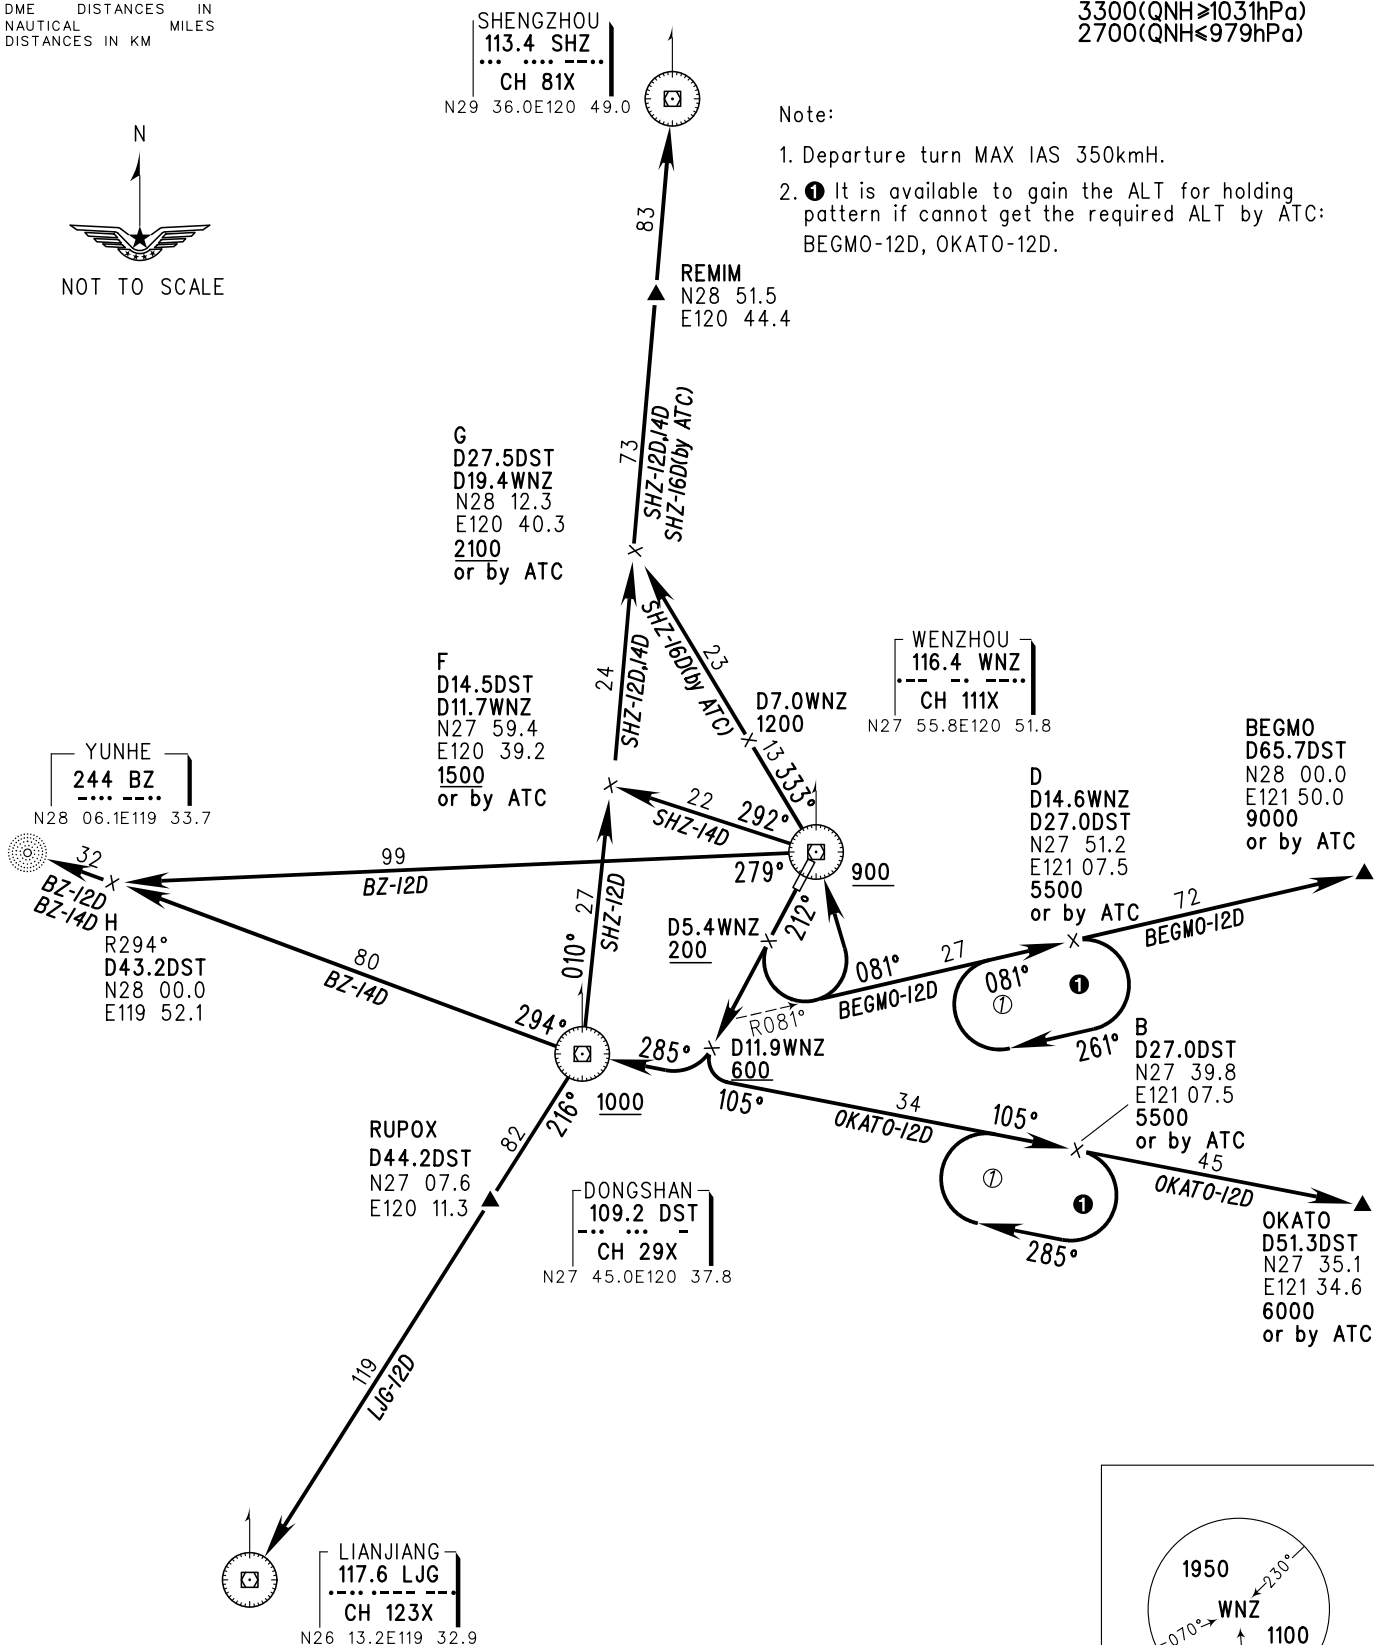 DME DISTANCES IN
NAUTICAL MILES
DISTANCES IN KM
3300(QNH≥1031hPa)
2700(QNH≤979hPa)
SHENGZHOU
113.4 SHZ
CH 81X
N29 36.0E120 49.0
N
NOT TO SCALE
Note:
1. Departure turn MAX IAS 350kmH.
2. ❶ It is available to gain the ALT for holding
pattern if cannot get the required ALT by ATC:
BEGMO-12D, OKATO-12D.
83
REMIM
N28 51.5
E120 44.4
73
SHZ-12D,14D
SHZ-16D(by ATC)
G
D27.5DST
D19.4WNZ
N28 12.3
E120 40.3
2100
or by ATC
SHZ-16D(by ATC)
23
24
SHZ-12D,14D
F
D14.5DST
D11.7WNZ
N27 59.4
E120 39.2
1500
or by ATC
D7.0WNZ
1200
13
333°
WENZHOU
116.4 WNZ
CH 111X
N27 55.8E120 51.8
BEGMO
D65.7DST
N28 00.0
E121 50.0
9000
or by ATC
D
D14.6WNZ
D27.0DST
N27 51.2
E121 07.5
5500
or by ATC
YUNHE
244 BZ
N28 06.1E119 33.7
22
292°
SHZ-14D
99
BZ-12D
279°
900
32
BZ-12D
BZ-14D
H
R294°
D43.2DST
N28 00.0
E119 52.1
27
SHZ-12D
010°
D5.4WNZ
200
212°
72
BEGMO-12D
081°
27
BEGMO-12D
081°
①
❶
261°
80
BZ-14D
294°
R081°
285°
D11.9WNZ
600
1000
105°
34
OKATO-12D
105°
B
D27.0DST
N27 39.8
E121 07.5
5500
or by ATC
45
OKATO-12D
①
❶
285°
RUPOX
D44.2DST
N27 07.6
E120 11.3
82
216°
DONGSHAN
109.2 DST
CH 29X
N27 45.0E120 37.8
OKATO
D51.3DST
N27 35.1
E121 34.6
6000
or by ATC
119
LJG-12D
LIANJIANG
117.6 LJG
CH 123X
N26 13.2E119 32.9
1950
230°
WNZ
070°
1100